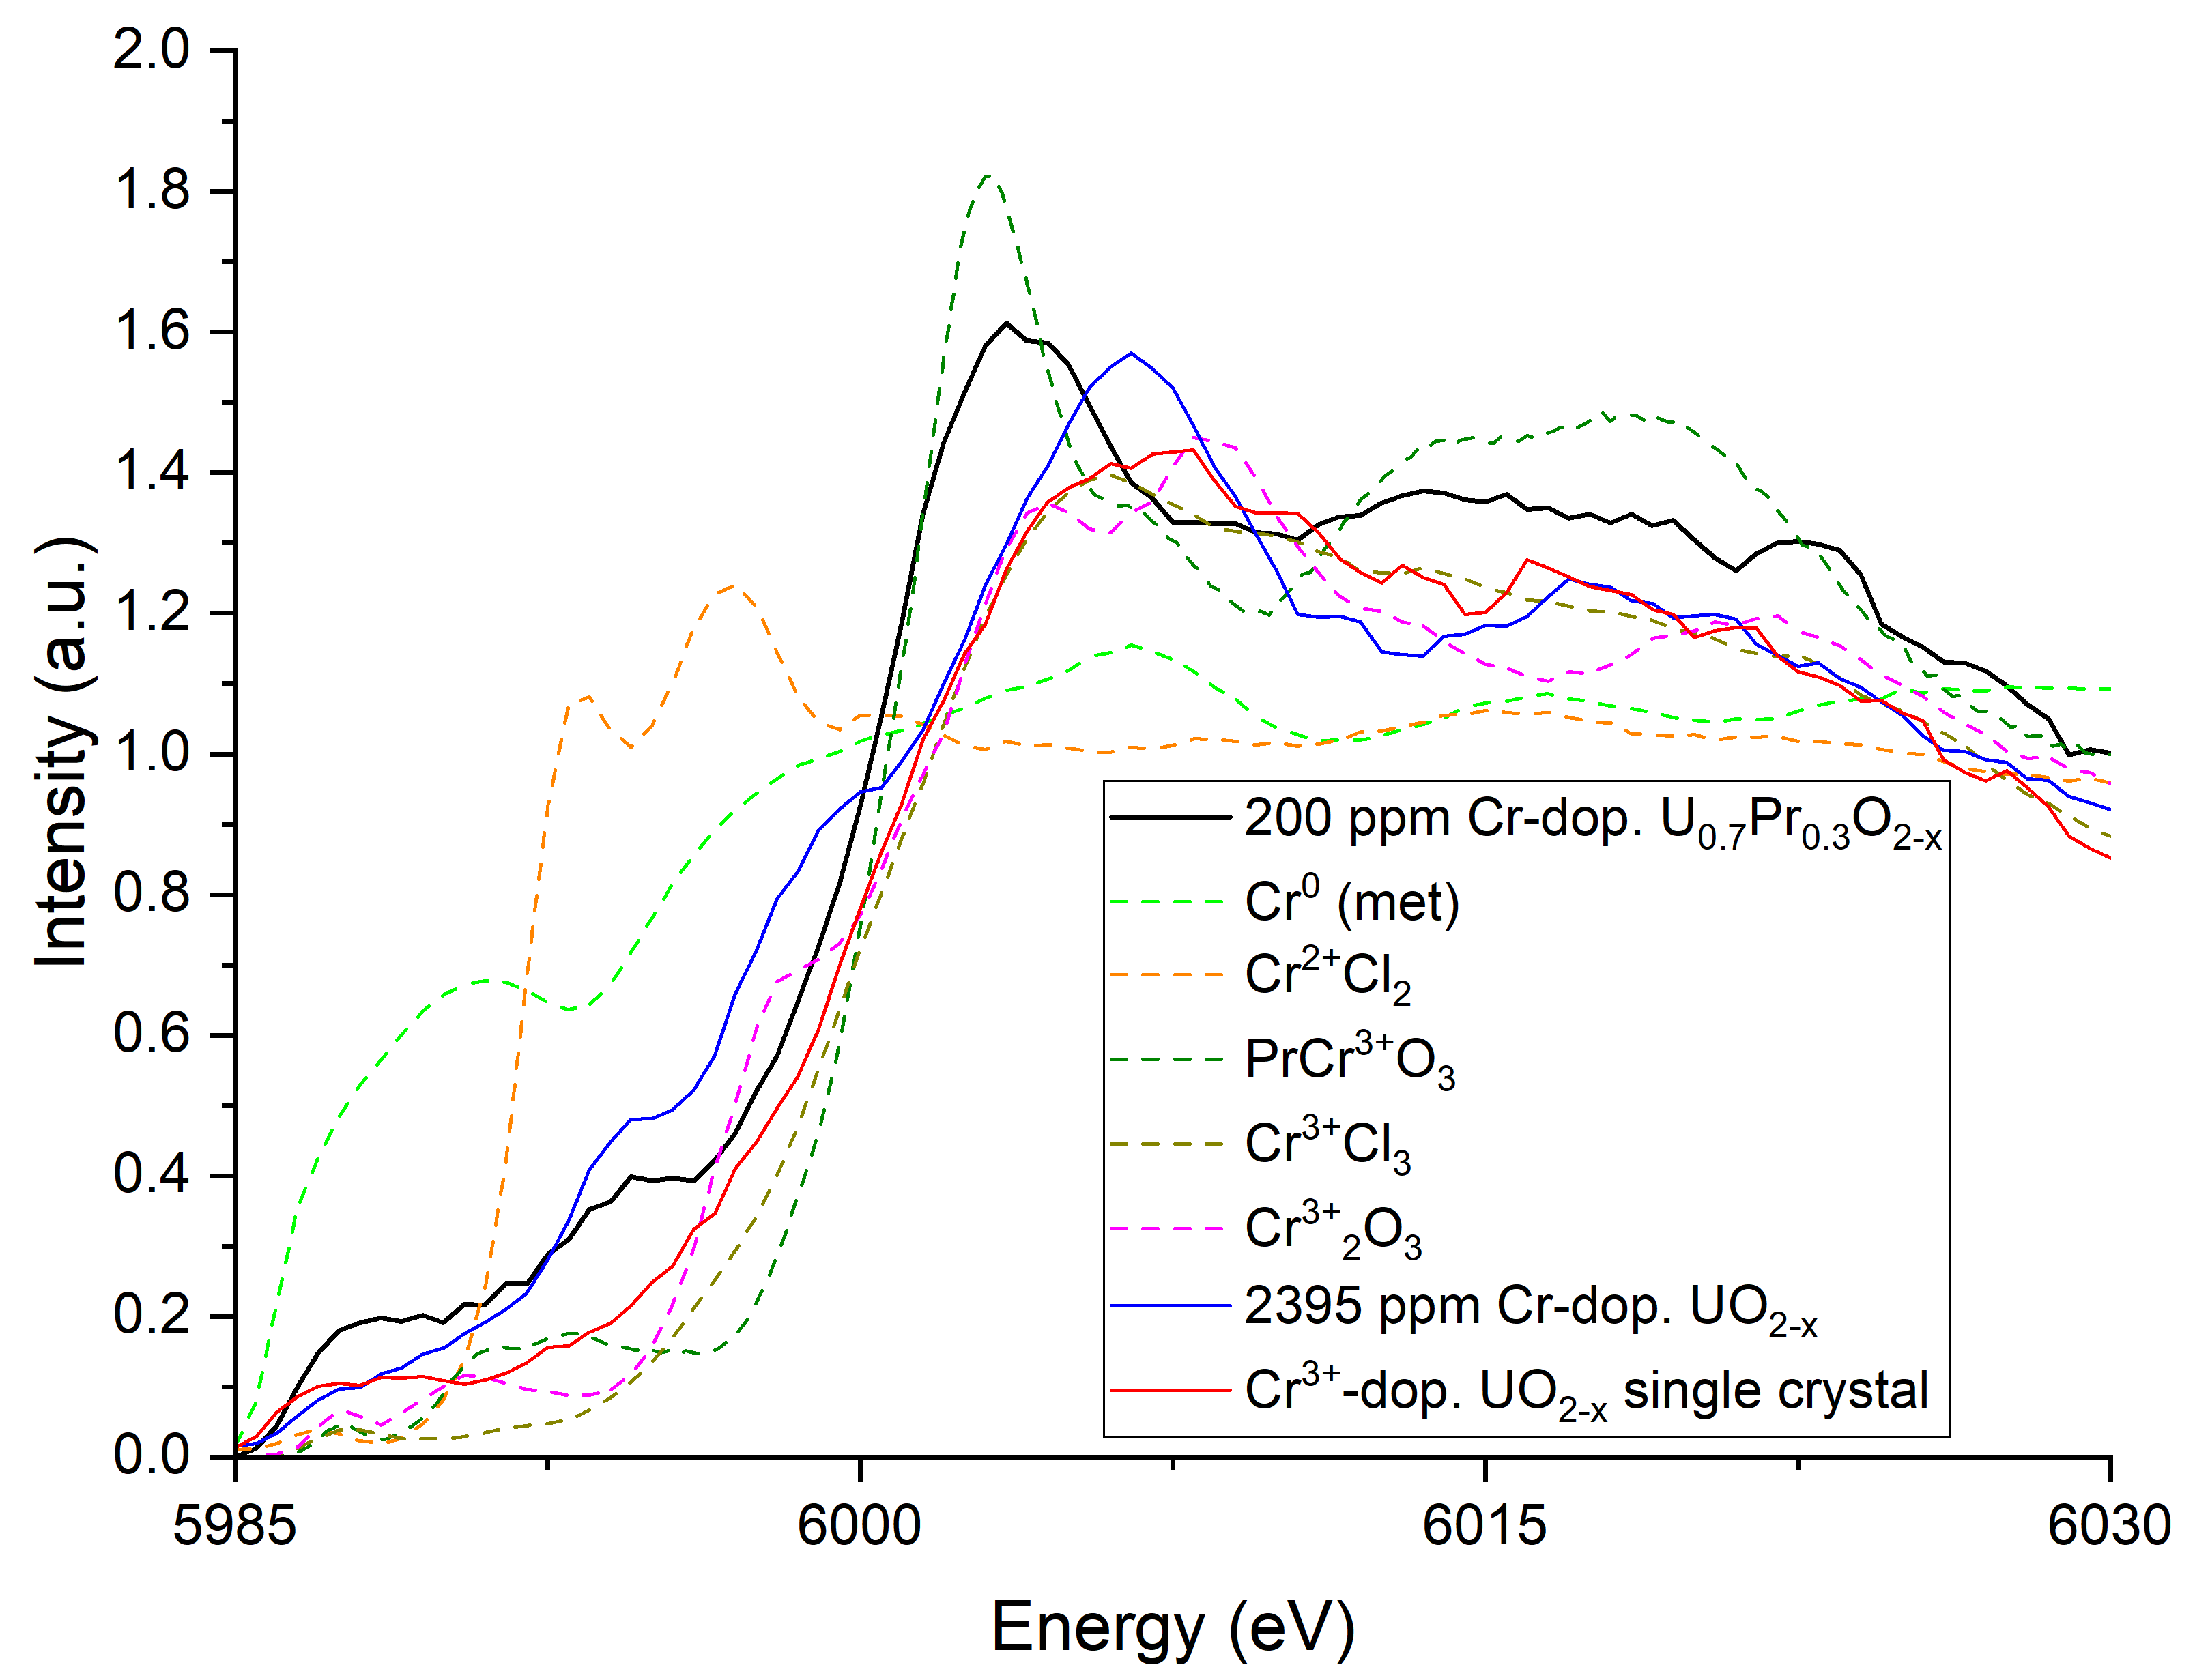 2.0
1.8
1.6
1.4
1.2
1.0
0.8
0.6
0.4
0.2
0.0
Intensity (a.u.)
200 ppm Cr-dop. U₀.₇Pr₀.₃O₂₋ₓ
Cr⁰ (met)
Cr²⁺Cl₂
PrCr³⁺O₃
Cr³⁺Cl₃
Cr³⁺₂O₃
2395 ppm Cr-dop. UO₂₋ₓ
Cr³⁺-dop. UO₂₋ₓ single crystal
5985 6000 6015 6030
Energy (eV)